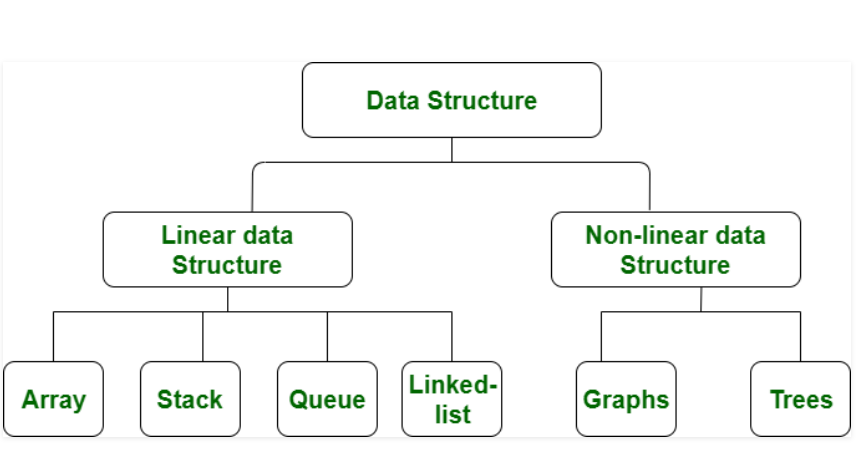 Data Structure
Linear data
Structure
Non-linear data
Structure
Array
Stack
Queue
Linked-
list
Graphs
Trees